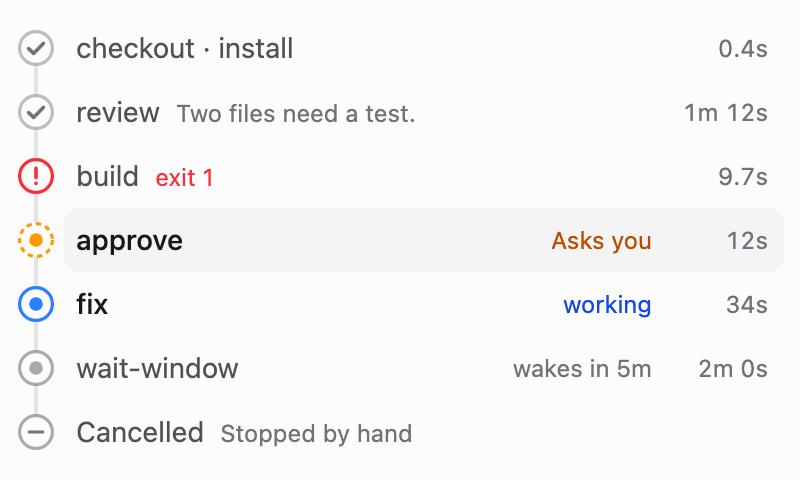 checkout · install 0.4s
review Two files need a test. 1m 12s
build exit 1 9.7s
approve Asks you 12s
fix working 34s
wait-window wakes in 5m 2m 0s
Cancelled Stopped by hand